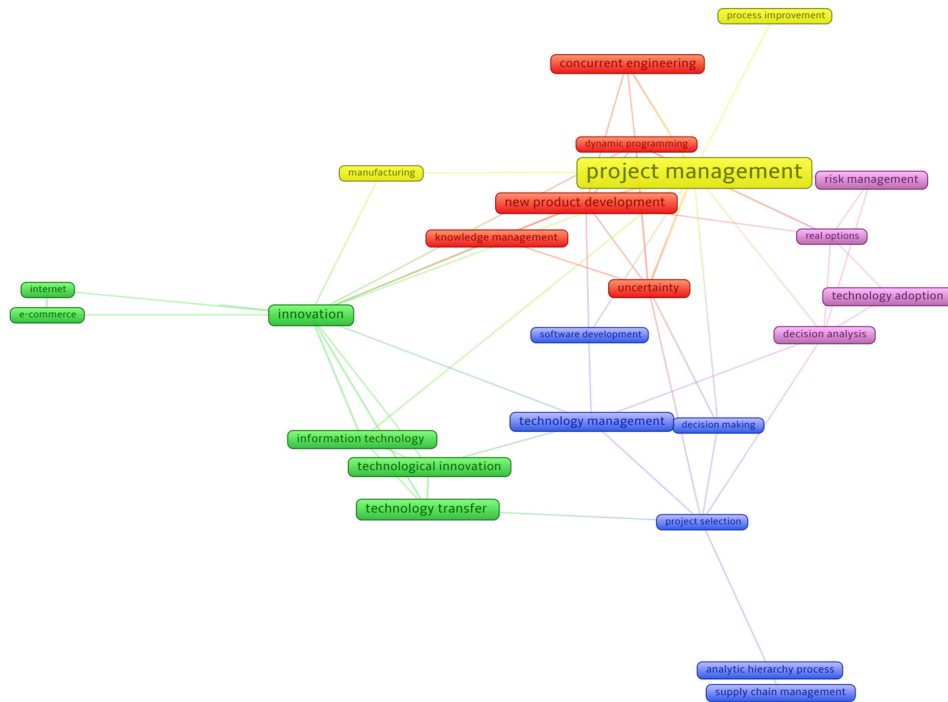 process improvement
concurrent engineering
dynamic programming
project management
manufacturing
risk management
new product development
knowledge management
real options
internet
uncertainty
technology adoption
e-commerce
innovation
software development
decision analysis
technology management
decision making
information technology
technological innovation
technology transfer
project selection
analytic hierarchy process
supply chain management